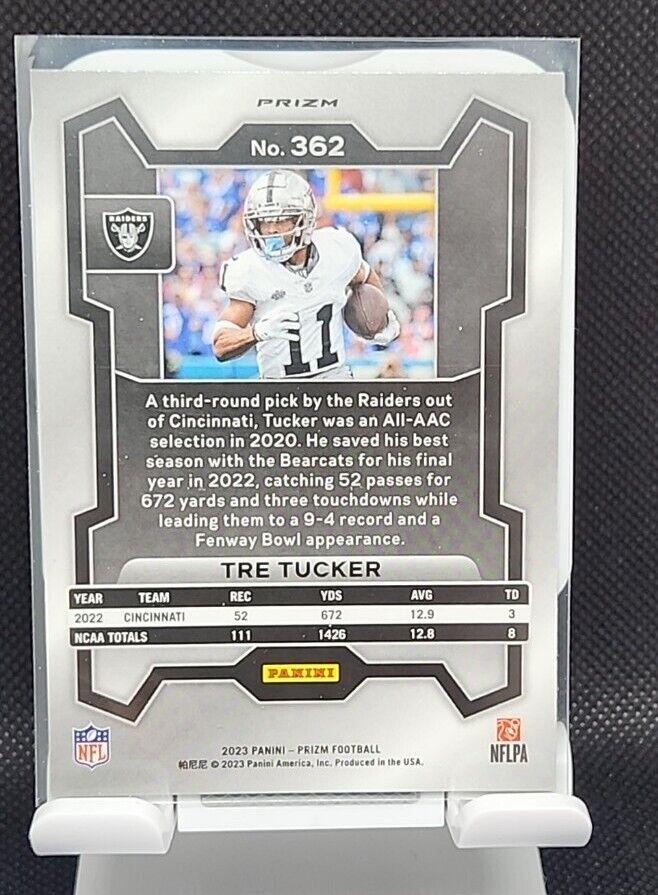 PRIZM
No. 362
RAIDERS
11
A third-round pick by the Raiders out
of Cincinnati, Tucker was an All-AAC
selection in 2020. He saved his best
season with the Bearcats for his final
year in 2022, catching 52 passes for
672 yards and three touchdowns while
leading them to a 9-4 record and a
Fenway Bowl appearance.
TRE TUCKER
YEAR TEAM REC YDS AVG TD
2022 CINCINNATI 52 672 12.9 3
NCAA TOTALS 111 1426 12.8 8
PANINI
NFL
2023 PANINI – PRIZM FOOTBALL
帕尼尼 © 2023 Panini America, Inc. Produced in the USA.
NFLPA